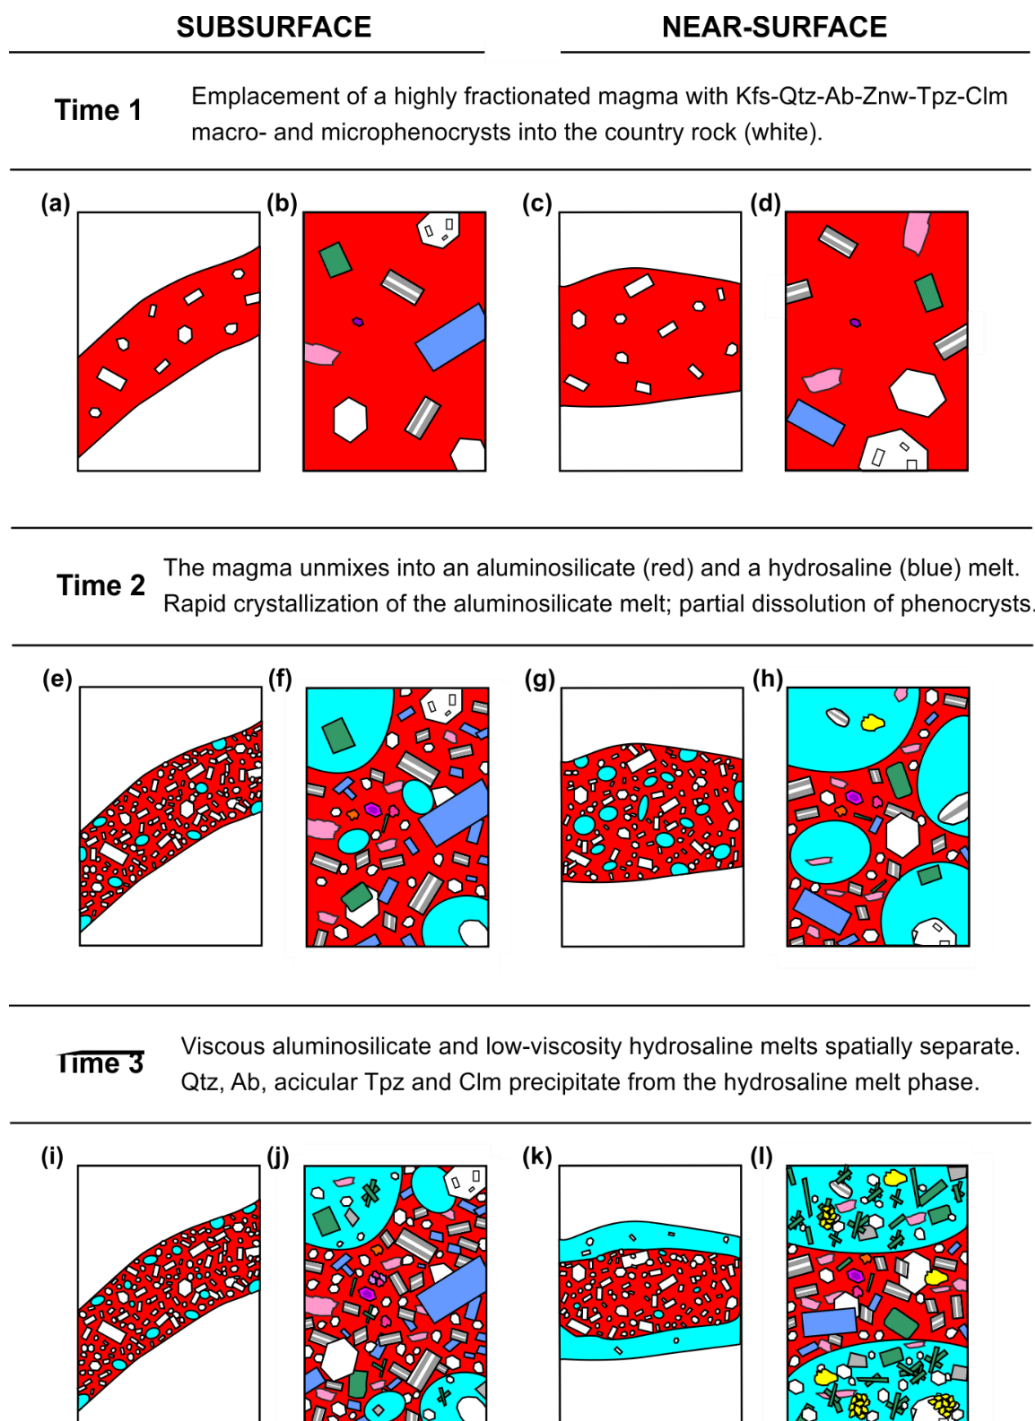 SUBSURFACE NEAR-SURFACE
Time 1 Emplacement of a highly fractionated magma with Kfs-Qtz-Ab-Znw-Tpz-Clm
macro- and microphenocrysts into the country rock (white).
(a) (b) (c) (d)
Time 2 The magma unmixes into an aluminosilicate (red) and a hydrosaline (blue) melt.
Rapid crystallization of the aluminosilicate melt; partial dissolution of phenocrysts.
(e) (f) (g) (h)
Time 3 Viscous aluminosilicate and low-viscosity hydrosaline melts spatially separate.
Qtz, Ab, acicular Tpz and Clm precipitate from the hydrosaline melt phase.
(i) (j) (k) (l)